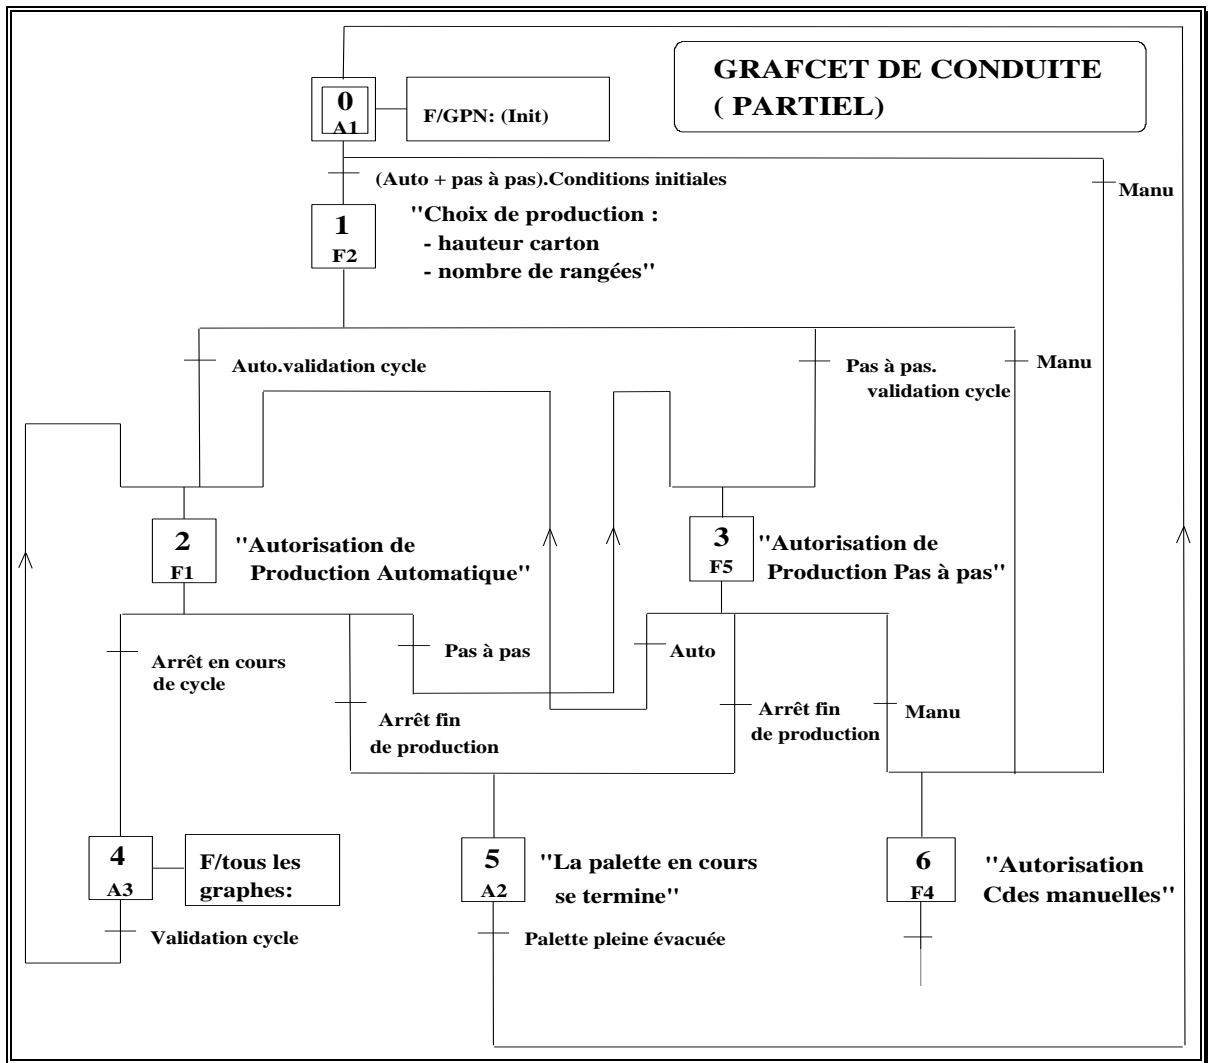 GRAFCET DE CONDUITE
( PARTIEL)
0
A1
F/GPN: (Init)
(Auto + pas à pas).Conditions initiales
Manu
1
F2
"Choix de production :
- hauteur carton
- nombre de rangées"
Auto.validation cycle
Pas à pas.
validation cycle
Manu
2
F1
"Autorisation de
Production Automatique"
3
F5
"Autorisation de
Production Pas à pas"
Arrêt en cours
de cycle
Pas à pas
Auto
Arrêt fin
de production
Arrêt fin
de production
Manu
4
A3
F/tous les
graphes:
5
A2
"La palette en cours
se termine"
6
F4
"Autorisation
Cdes manuelles"
Validation cycle
Palette pleine évacuée